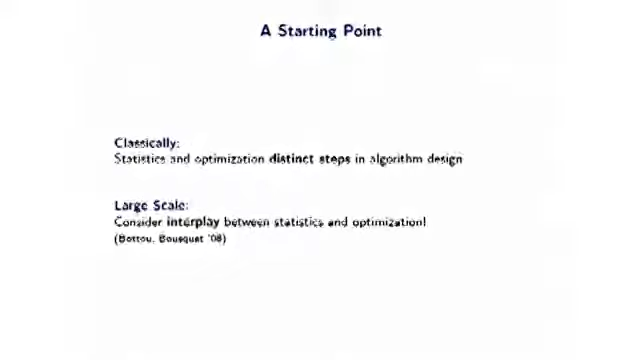 A Starting Point
Classically:
Statistics and optimization distinct steps in algorithm design
Large Scale:
Consider interplay between statistics and optimization!
(Bottou, Bousquet '08)